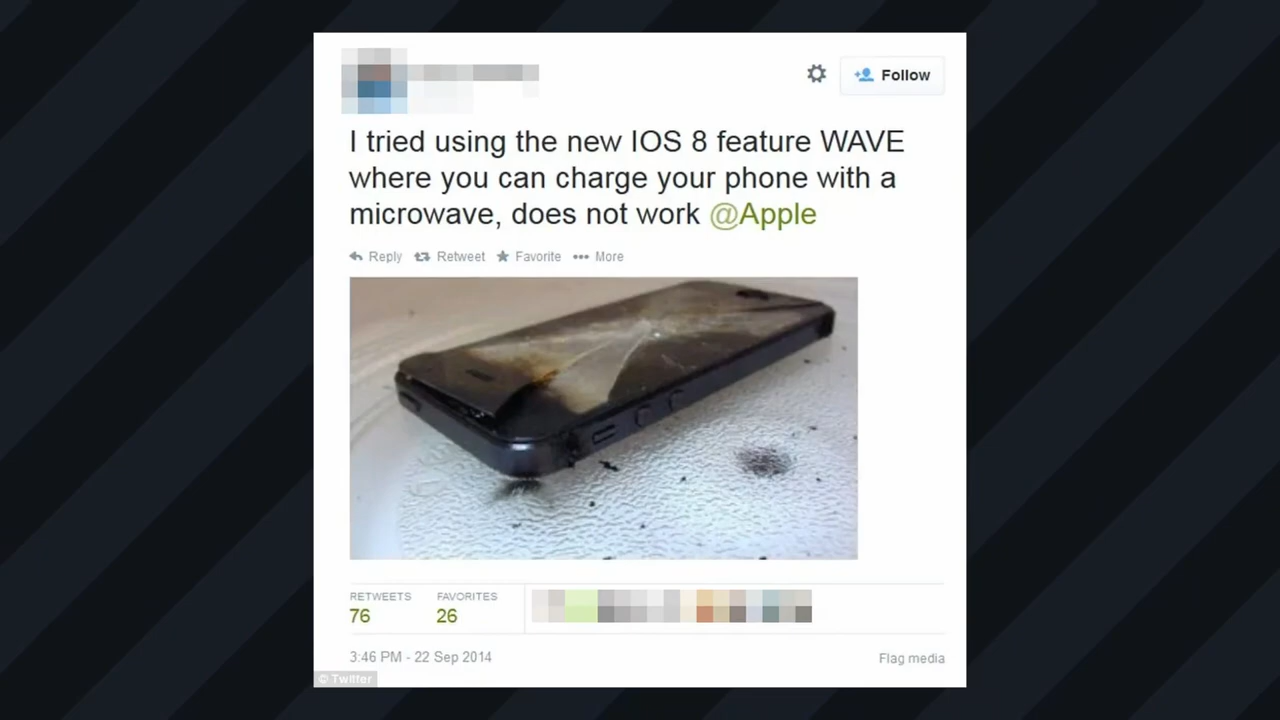 Follow
I tried using the new IOS 8 feature WAVE
where you can charge your phone with a
microwave, does not work @Apple
Reply Retweet Favorite More
RETWEETS FAVORITES
76 26
3:46 PM - 22 Sep 2014 Flag media
© Twitter